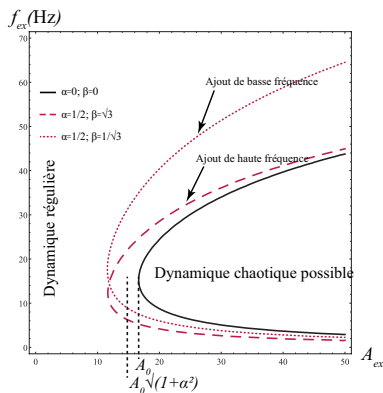 f_ex(Hz)
70
60
50
40
30
20
10
0
α=0; β=0
α=1/2; β=√3
α=1/2; β=1/√3
Ajout de basse fréquence
Ajout de haute fréquence
Dynamique régulière
Dynamique chaotique possible
0
10
20
30
40
50
A_ex
A_0
A_0√(1+α²)